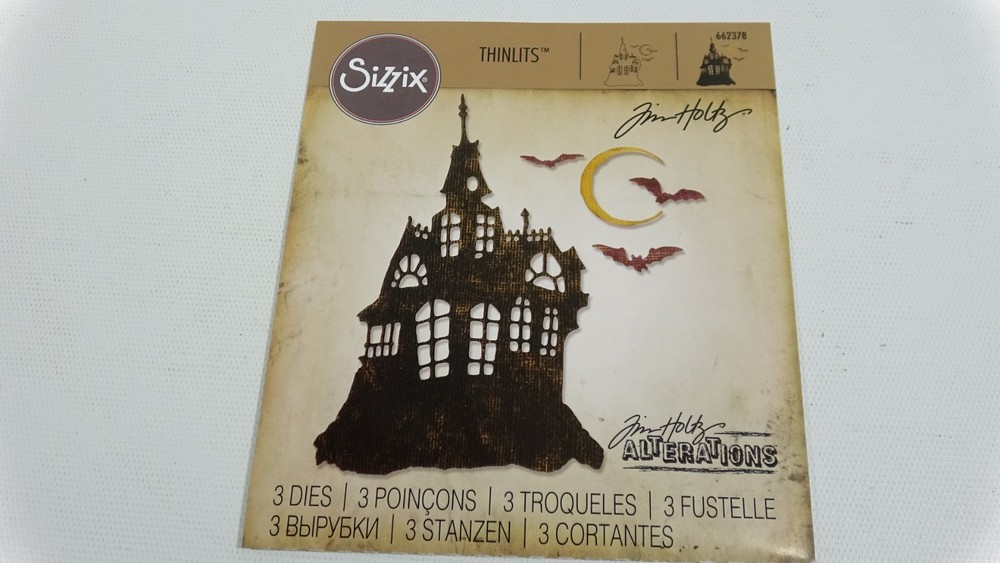 Sizzix®
THINLITS™
662378
Tim Holtz®
Tim Holtz
ALTERATIONS
3 DIES | 3 POINÇONS | 3 TROQUELES | 3 FUSTELLE
3 ВЫРУБКИ | 3 STANZEN | 3 CORTANTES